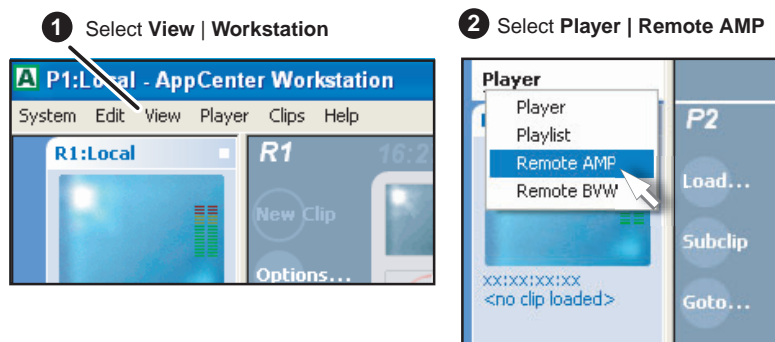 1 Select View | Workstation
P1:Local - AppCenter Workstation
System Edit View Player Clips Help
R1:Local
R1
16:2
New Clip
Options...
2 Select Player | Remote AMP
Player
Player
Playlist
Remote AMP
Remote BVW
xx:xx:xx:xx
<no clip loaded>
P2
Load...
Subclip
Goto...